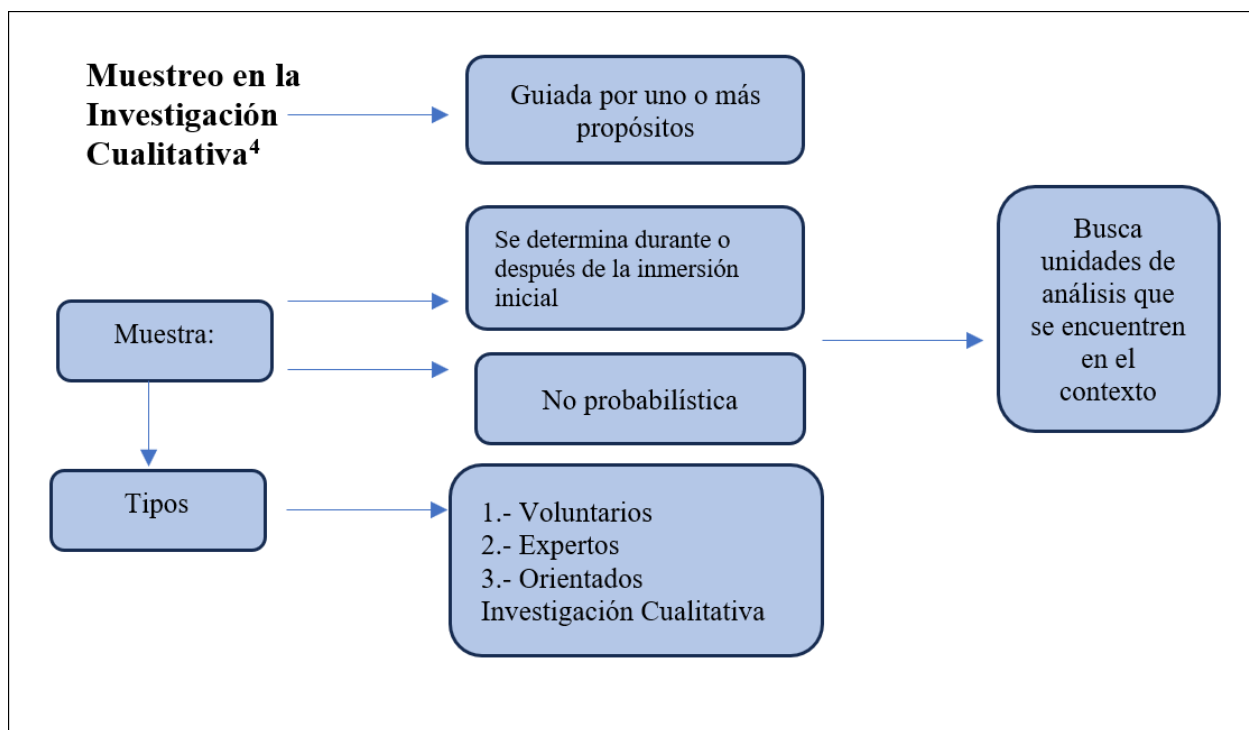 Muestreo en la
Investigación
Cualitativa⁴
Guiada por uno o más
propósitos
Se determina durante o
después de la inmersión
inicial
Muestra:
No probabilística
Busca
unidades de
análisis que
se encuentren
en el
contexto
Tipos
1.- Voluntarios
2.- Expertos
3.- Orientados
Investigación Cualitativa